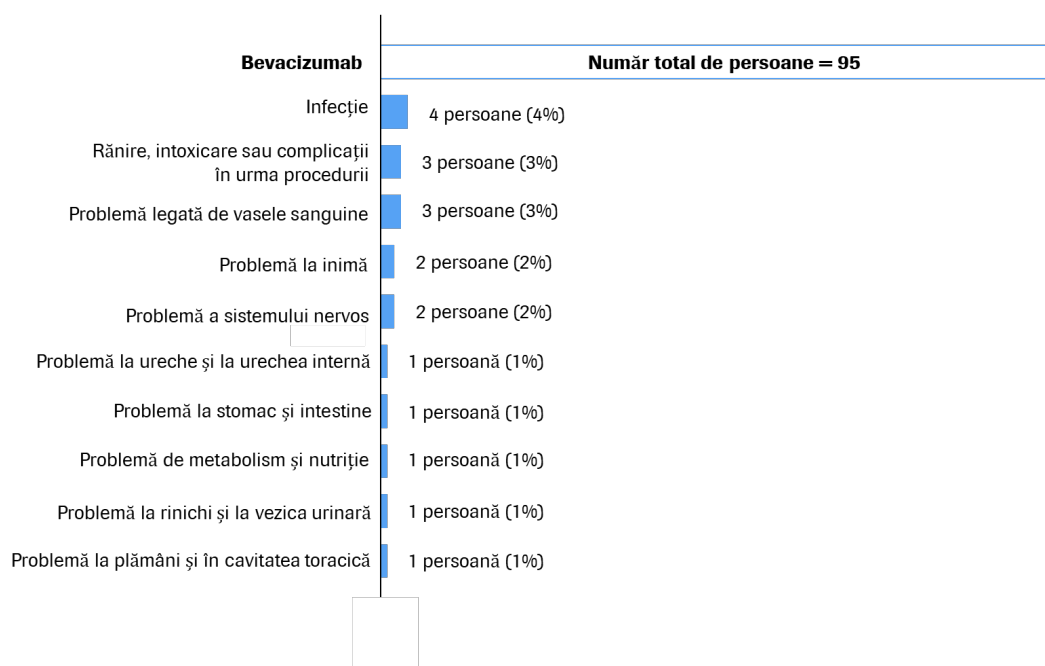 Bevacizumab
Număr total de persoane = 95
Infecție
4 persoane (4%)
Rănire, intoxicare sau complicații
în urma procedurii
3 persoane (3%)
Problemă legată de vasele sanguine
3 persoane (3%)
Problemă la inimă
2 persoane (2%)
Problemă a sistemului nervos
2 persoane (2%)
Problemă la ureche și la urechea internă
1 persoană (1%)
Problemă la stomac și intestine
1 persoană (1%)
Problemă de metabolism și nutriție
1 persoană (1%)
Problemă la rinichi și la vezica urinară
1 persoană (1%)
Problemă la plămâni și în cavitatea toracică
1 persoană (1%)